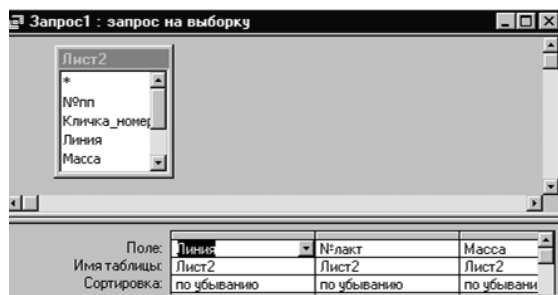 Запрос1 : запрос на выборку
Лист2
*
№пп
Кличка_номер
Линия
Масса
Поле: Линия №лакт Масса
Имя таблицы: Лист2 Лист2 Лист2
Сортировка: по убыванию по убыванию по убывани